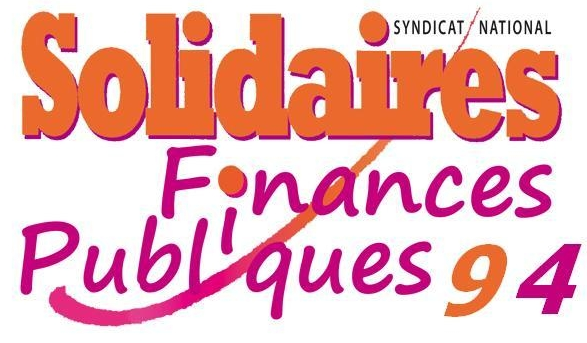 SYNDICAT NATIONAL
Solidaires
Finances
Publiques 94